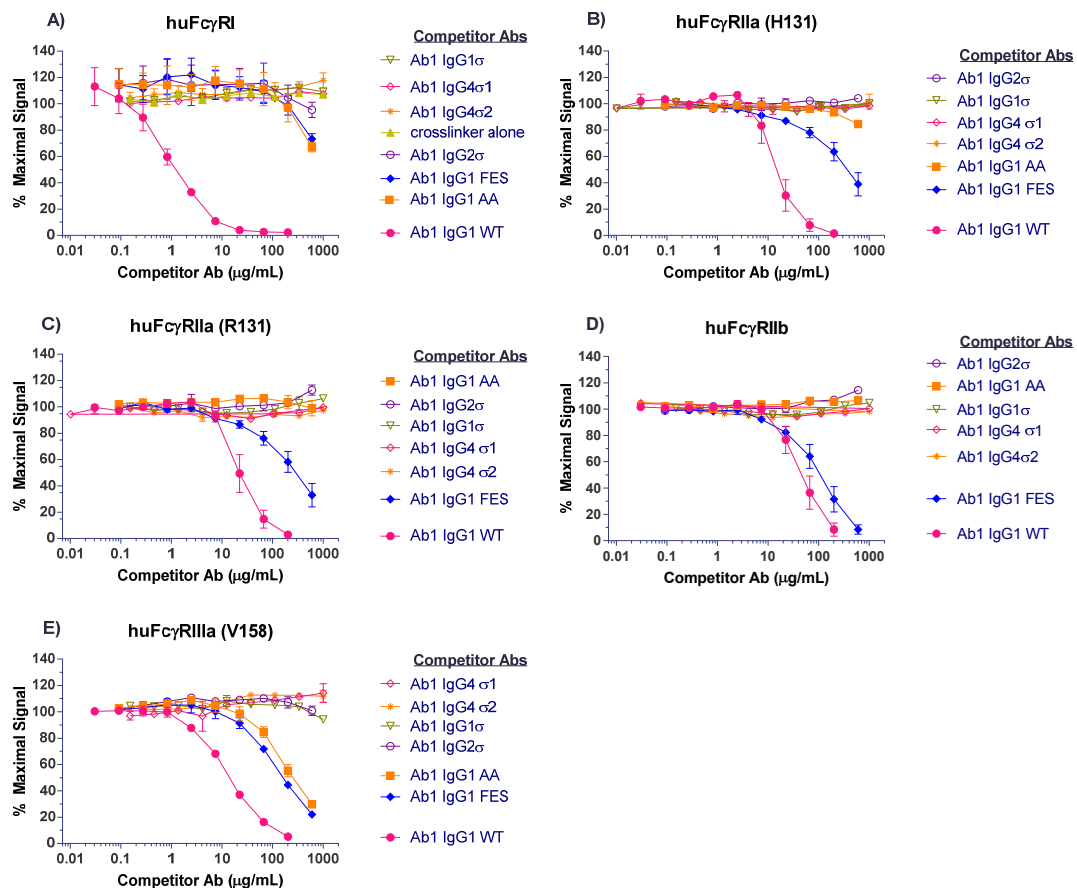 A)
huFcγRI
% Maximal Signal
140
120
100
80
60
40
20
0
0.01 0.1 1 10 100 1000
Competitor Ab (μg/mL)
Competitor Abs
Ab1 IgG1σ
Ab1 IgG4σ1
Ab1 IgG4σ2
crosslinker alone
Ab1 IgG2σ
Ab1 IgG1 FES
Ab1 IgG1 AA
Ab1 IgG1 WT
B)
huFcγRIIa (H131)
% Maximal Signal
140
120
100
80
60
40
20
0
0.01 0.1 1 10 100 1000
Competitor Ab (μg/mL)
Competitor Abs
Ab1 IgG2σ
Ab1 IgG1σ
Ab1 IgG4 σ1
Ab1 IgG4 σ2
Ab1 IgG1 AA
Ab1 IgG1 FES
Ab1 IgG1 WT
C)
huFcγRIIa (R131)
% Maximal Signal
140
120
100
80
60
40
20
0
0.01 0.1 1 10 100 1000
Competitor Ab (μg/mL)
Competitor Abs
Ab1 IgG1 AA
Ab1 IgG2σ
Ab1 IgG1σ
Ab1 IgG4 σ1
Ab1 IgG4 σ2
Ab1 IgG1 FES
Ab1 IgG1 WT
D)
huFcγRIIb
% Maximal Signal
140
120
100
80
60
40
20
0
0.01 0.1 1 10 100 1000
Competitor Ab (μg/mL)
Competitor Abs
Ab1 IgG2σ
Ab1 IgG1 AA
Ab1 IgG1σ
Ab1 IgG4 σ1
Ab1 IgG4σ2
Ab1 IgG1 FES
Ab1 IgG1 WT
E)
huFcγRIIIa (V158)
% Maximal Signal
140
120
100
80
60
40
20
0
0.01 0.1 1 10 100 1000
Competitor Ab (μg/mL)
Competitor Abs
Ab1 IgG4 σ1
Ab1 IgG4 σ2
Ab1 IgG1σ
Ab1 IgG2σ
Ab1 IgG1 AA
Ab1 IgG1 FES
Ab1 IgG1 WT